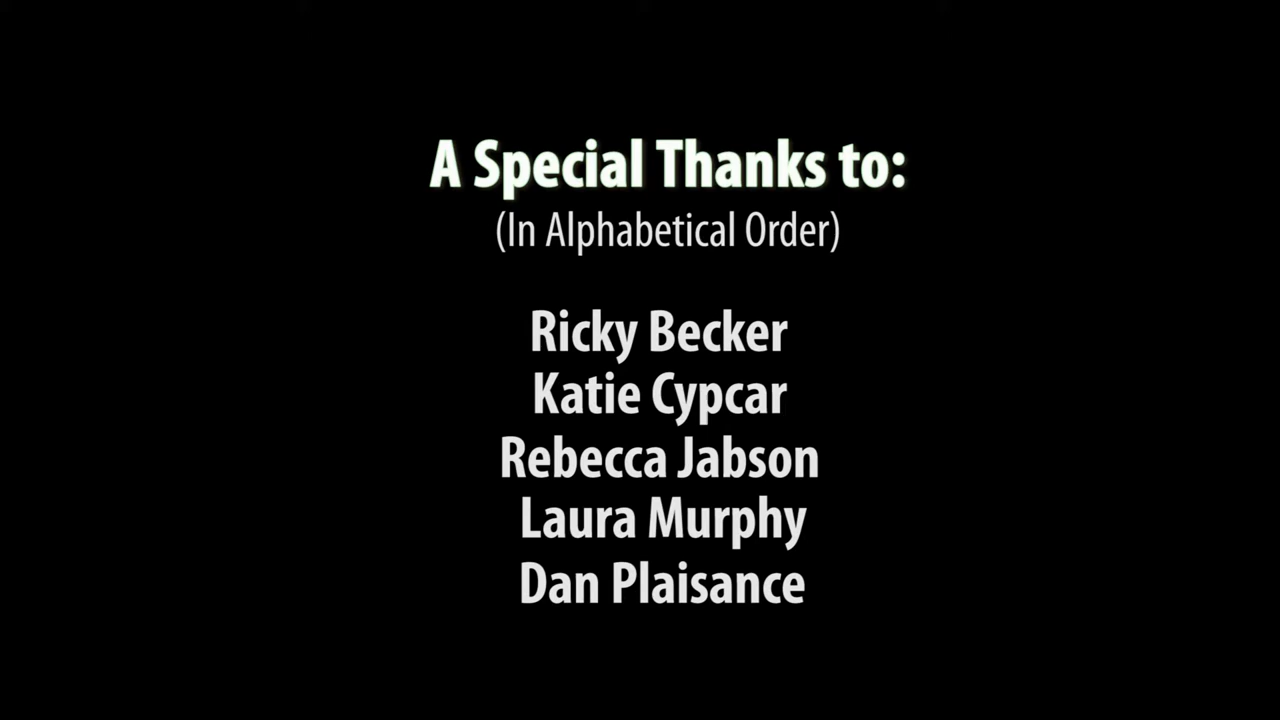 A Special Thanks to:
(In Alphabetical Order)
Ricky Becker
Katie Cypcar
Rebecca Jabson
Laura Murphy
Dan Plaisance